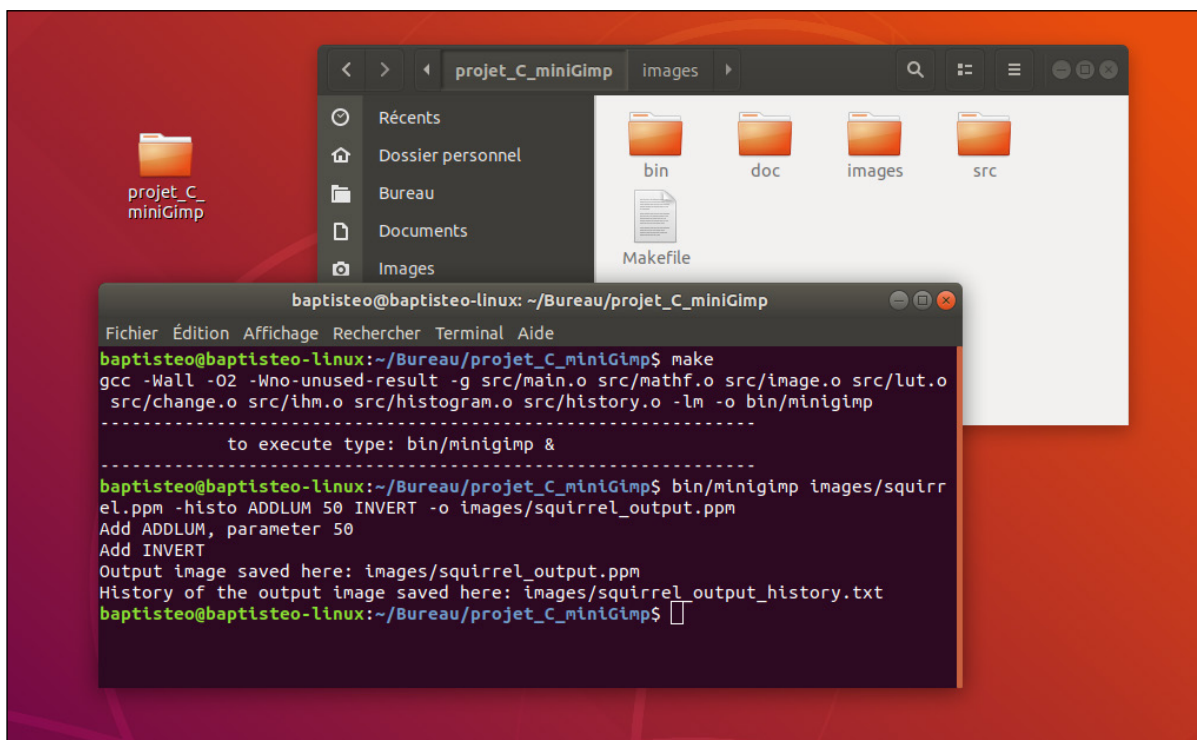 projet_C_miniGimp images
Récents
Dossier personnel
Bureau
Documents
Images
bin doc images src
Makefile
projet_C_
miniGimp
baptisteo@baptisteo-linux: ~/Bureau/projet_C_miniGimp
Fichier Édition Affichage Rechercher Terminal Aide
baptisteo@baptisteo-linux:~/Bureau/projet_C_miniGimp$ make
gcc -Wall -O2 -Wno-unused-result -g src/main.o src/mathf.o src/image.o src/lut.o
src/change.o src/ihm.o src/histogram.o src/history.o -lm -o bin/minigimp
--------------------------------------------------------------
to execute type: bin/minigimp &
--------------------------------------------------------------
baptisteo@baptisteo-linux:~/Bureau/projet_C_miniGimp$ bin/minigimp images/squirr
el.ppm -histo ADDLUM 50 INVERT -o images/squirrel_output.ppm
Add ADDLUM, parameter 50
Add INVERT
Output image saved here: images/squirrel_output.ppm
History of the output image saved here: images/squirrel_output_history.txt
baptisteo@baptisteo-linux:~/Bureau/projet_C_miniGimp$